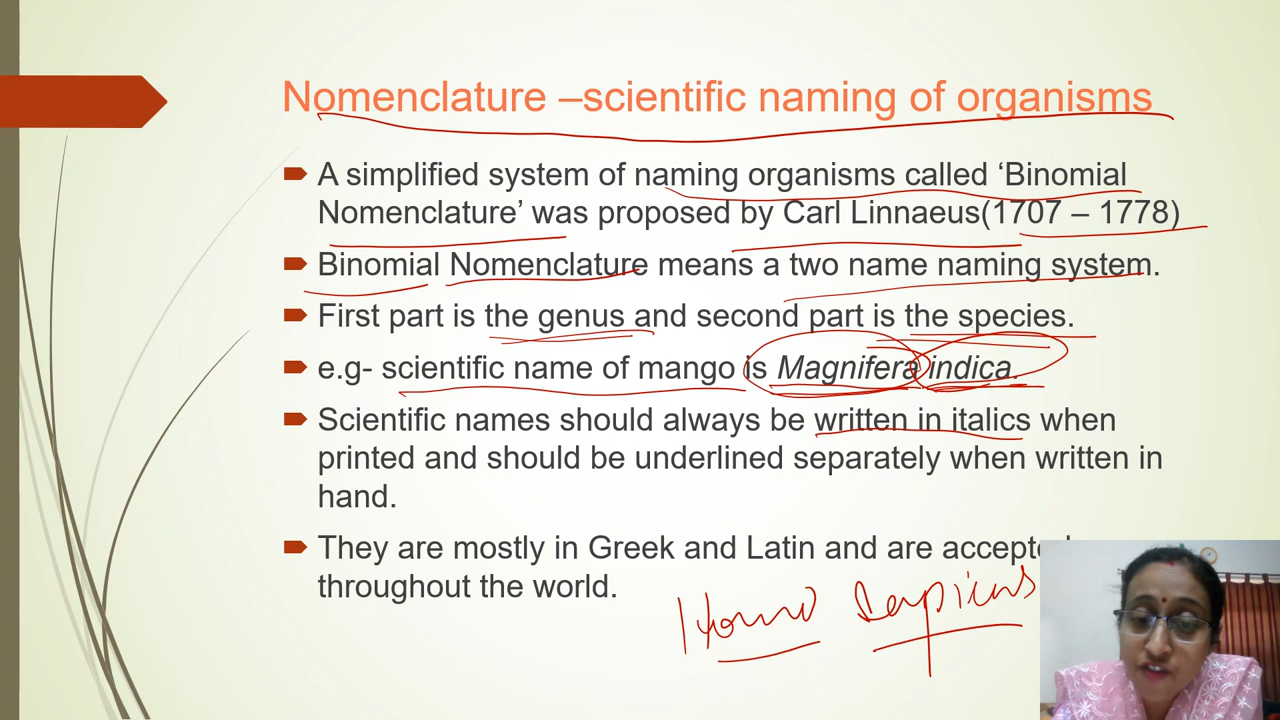 Nomenclature –scientific naming of organisms
A simplified system of naming organisms called ‘Binomial
Nomenclature’ was proposed by Carl Linnaeus(1707 – 1778)
Binomial Nomenclature means a two name naming system.
First part is the genus and second part is the species.
e.g- scientific name of mango is Magnifera indica.
Scientific names should always be written in italics when
printed and should be underlined separately when written in
hand.
They are mostly in Greek and Latin and are accepted
throughout the world.
Homo Sapiens